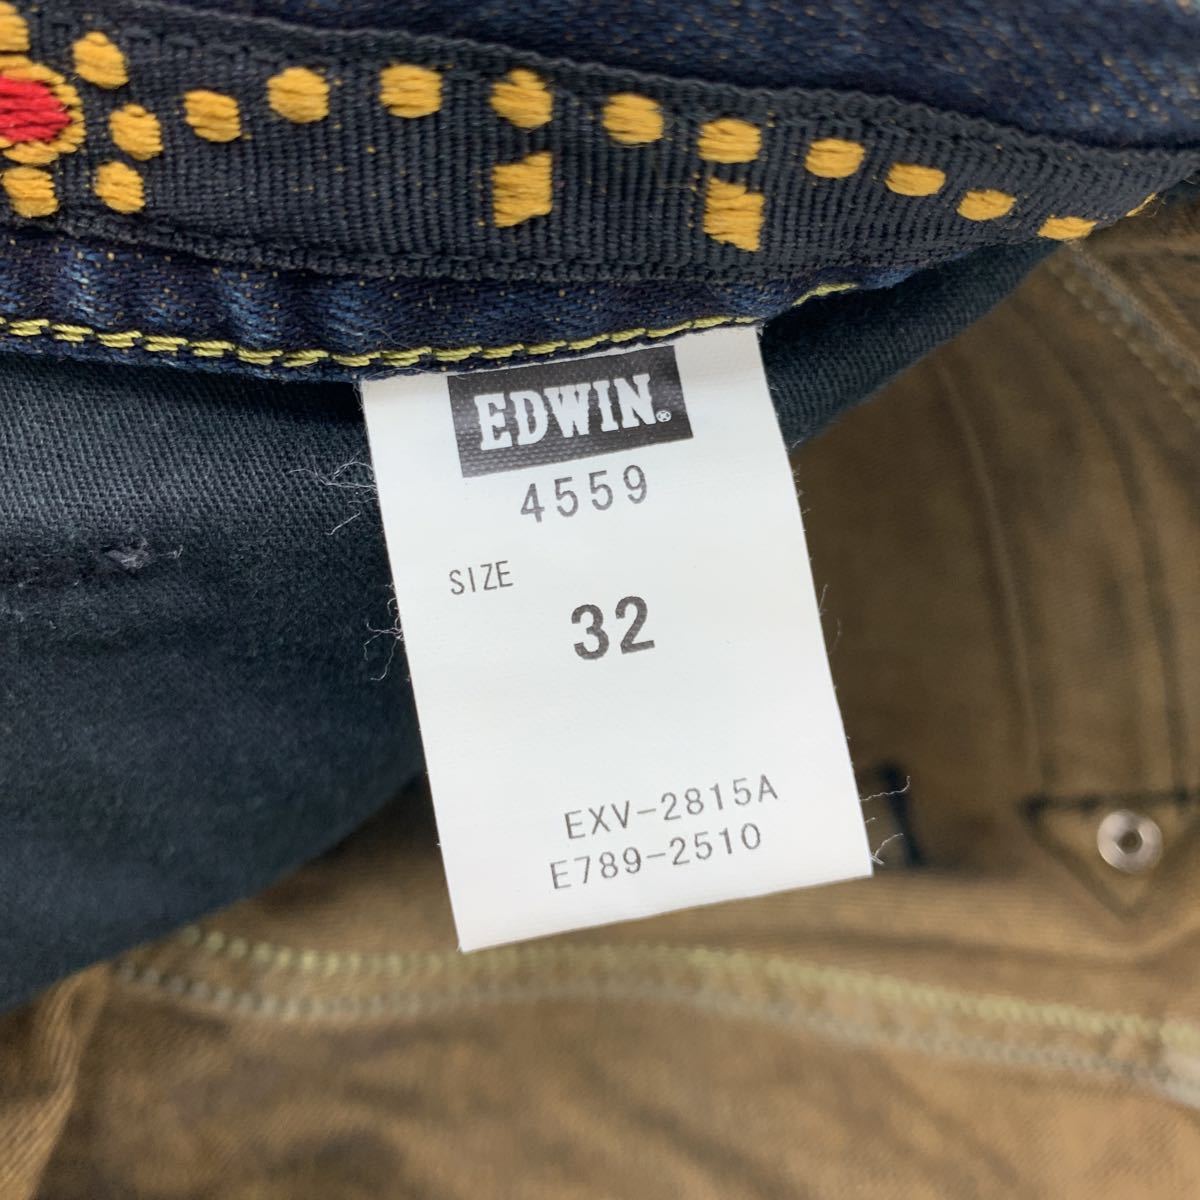 EDWIN®
4559
SIZE
32
EXV-2815A
E789-2510